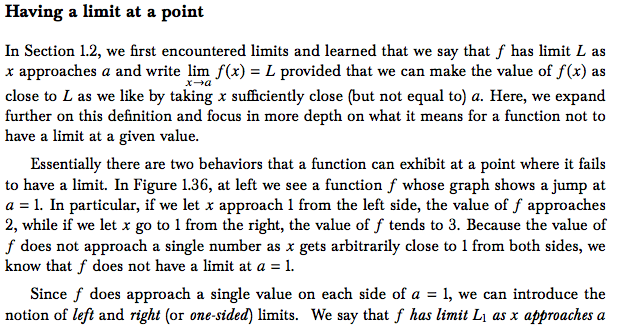 Having a limit at a point
In Section 1.2, we first encountered limits and learned that we say that f has limit L as
x approaches a and write lim f(x) = L provided that we can make the value of f(x) as
x→a
close to L as we like by taking x sufficiently close (but not equal to) a. Here, we expand
further on this definition and focus in more depth on what it means for a function not to
have a limit at a given value.
Essentially there are two behaviors that a function can exhibit at a point where it fails
to have a limit. In Figure 1.36, at left we see a function f whose graph shows a jump at
a = 1. In particular, if we let x approach 1 from the left side, the value of f approaches
2, while if we let x go to 1 from the right, the value of f tends to 3. Because the value of
f does not approach a single number as x gets arbitrarily close to 1 from both sides, we
know that f does not have a limit at a = 1.
Since f does approach a single value on each side of a = 1, we can introduce the
notion of left and right (or one-sided) limits. We say that f has limit L₁ as x approaches a